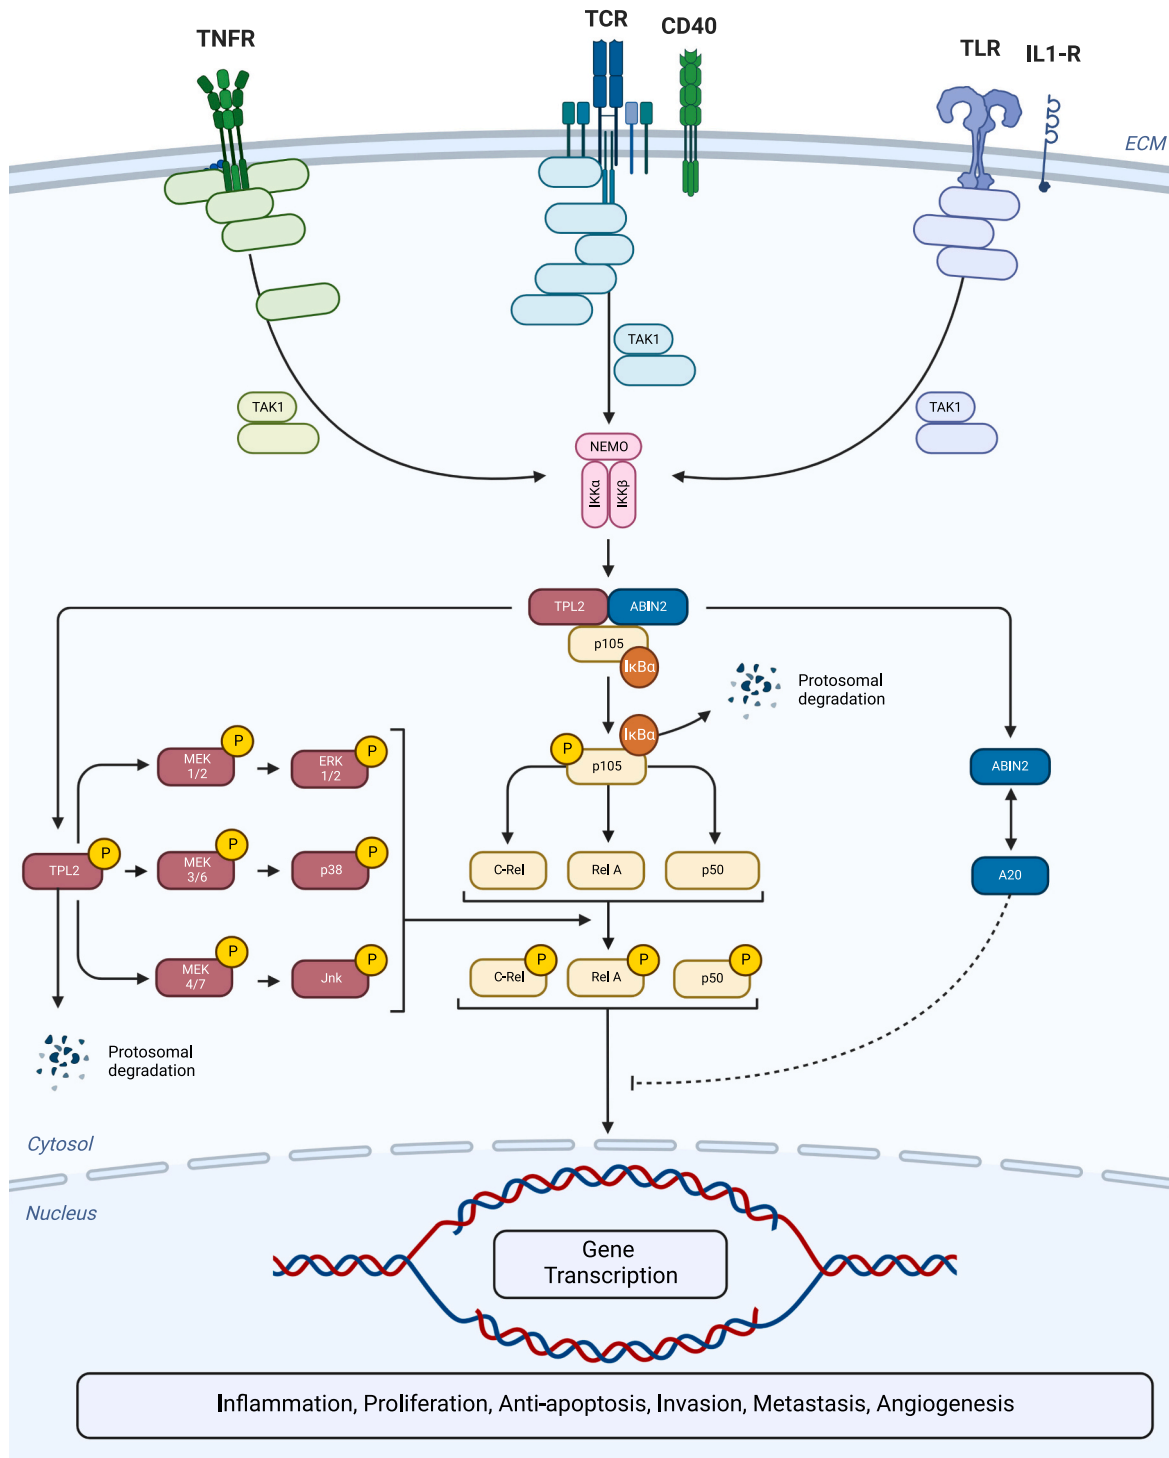 TNFR
TCR
CD40
TLR
IL1-R
ECM
TAK1
TAK1
TAK1
NEMO
IKKα
IKKβ
TPL2
ABIN2
p105
IκBα
Protosomal
degradation
IκBα
P
p105
P
MEK
1/2
P
ERK
1/2
ABIN2
P
TPL2
P
MEK
3/6
P
p38
C-Rel
Rel A
p50
A20
P
MEK
4/7
P
Jnk
P
C-Rel
P
Rel A
P
p50
Protosomal
degradation
Cytosol
Nucleus
Gene
Transcription
Inflammation, Proliferation, Anti-apoptosis, Invasion, Metastasis, Angiogenesis